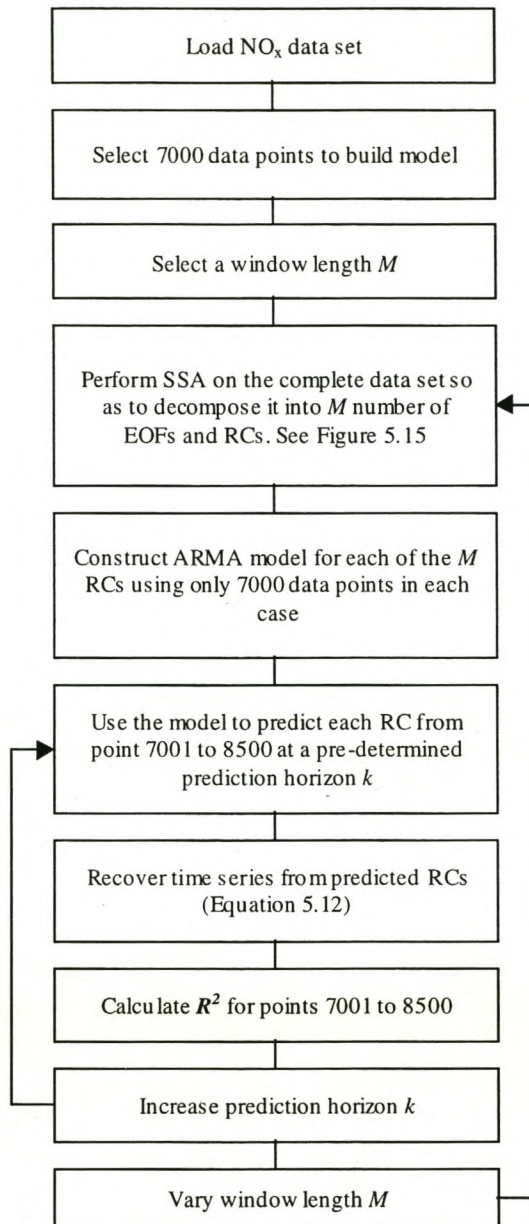 Load NOₓ data set
Select 7000 data points to build model
Select a window length M
Perform SSA on the complete data set so
as to decompose it into M number of
EOFs and RCs. See Figure 5.15
Construct ARMA model for each of the M
RCs using only 7000 data points in each
case
Use the model to predict each RC from
point 7001 to 8500 at a pre-determined
prediction horizon k
Recover time series from predicted RCs
(Equation 5.12)
Calculate R² for points 7001 to 8500
Increase prediction horizon k
Vary window length M